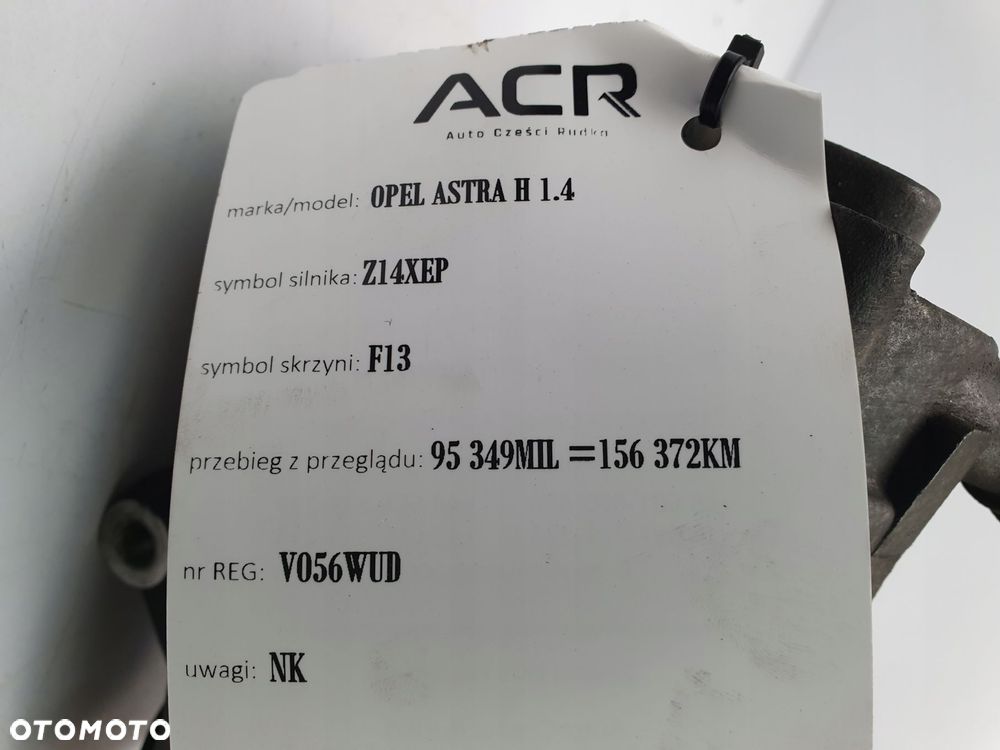 ACR
Auto Części Rudka
marka/model: OPEL ASTRA H 1.4
symbol silnika: Z14XEP
symbol skrzyni: F13
przebieg z przeglądu: 95 349MIL =156 372KM
nr REG: VO56WUD
uwagi: NK
OTOMOTO